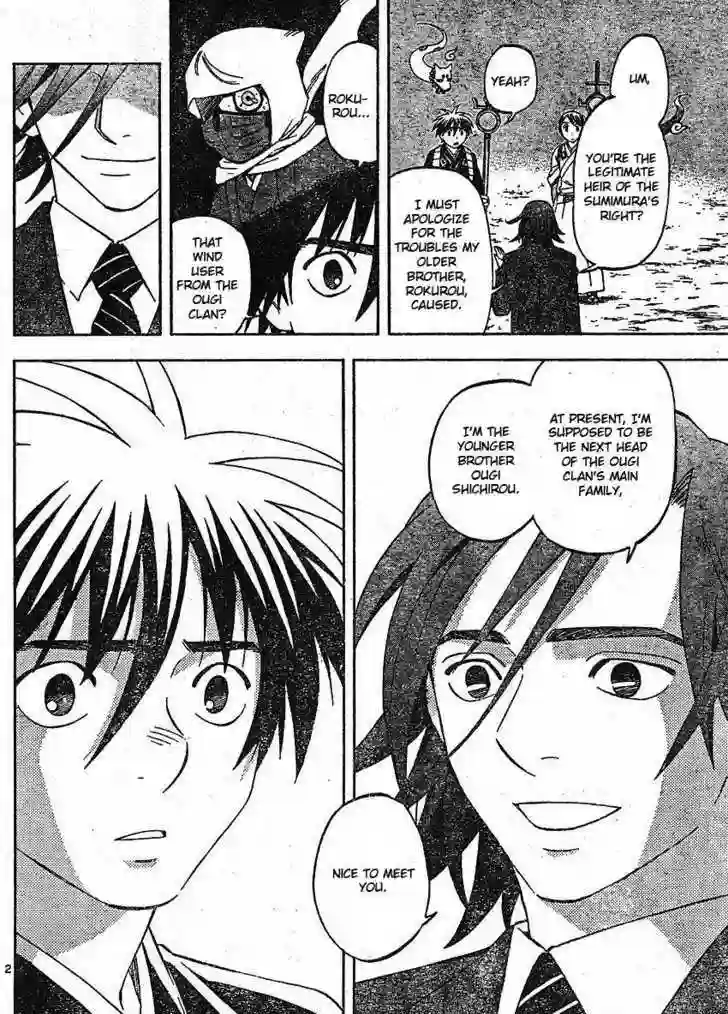 UM,
YOU'RE THE
LEGITIMATE
HEIR OF THE
SUMIMURA'S
RIGHT?
YEAH?
I MUST
APOLOGIZE
FOR THE
TROUBLES MY
OLDER
BROTHER,
ROKUROU,
CAUSED.
ROKU-
ROU...
THAT
WIND
USER
FROM THE
OUGI
CLAN?
AT PRESENT, I'M
SUPPOSED TO BE
THE NEXT HEAD
OF THE OUGI
CLAN'S MAIN
FAMILY,
I'M THE
YOUNGER
BROTHER
OUGI
SHICHIROU.
NICE TO MEET
YOU.
2